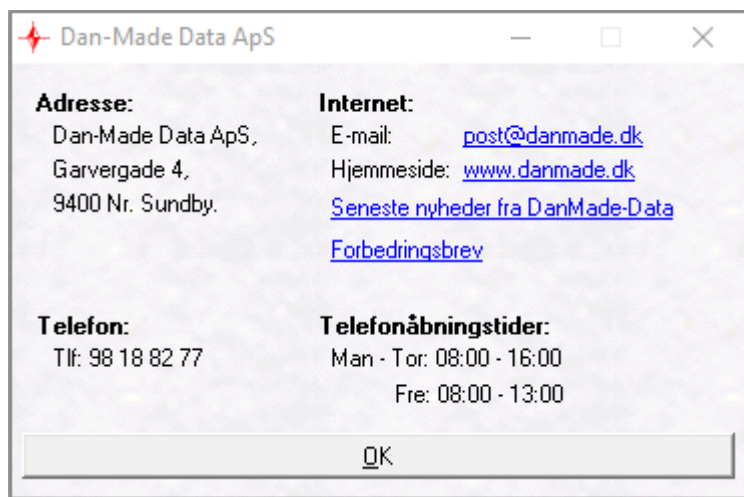 Dan-Made Data ApS
Adresse:
Dan-Made Data ApS,
Garvergade 4,
9400 Nr. Sundby.
Internet:
E-mail: post@danmade.dk
Hjemmeside: www.danmade.dk
Seneste nyheder fra DanMade-Data
Forbedringsbrev
Telefon:
Tlf: 98 18 82 77
Telefonåbningstider:
Man - Tor: 08:00 - 16:00
Fre: 08:00 - 13:00
OK